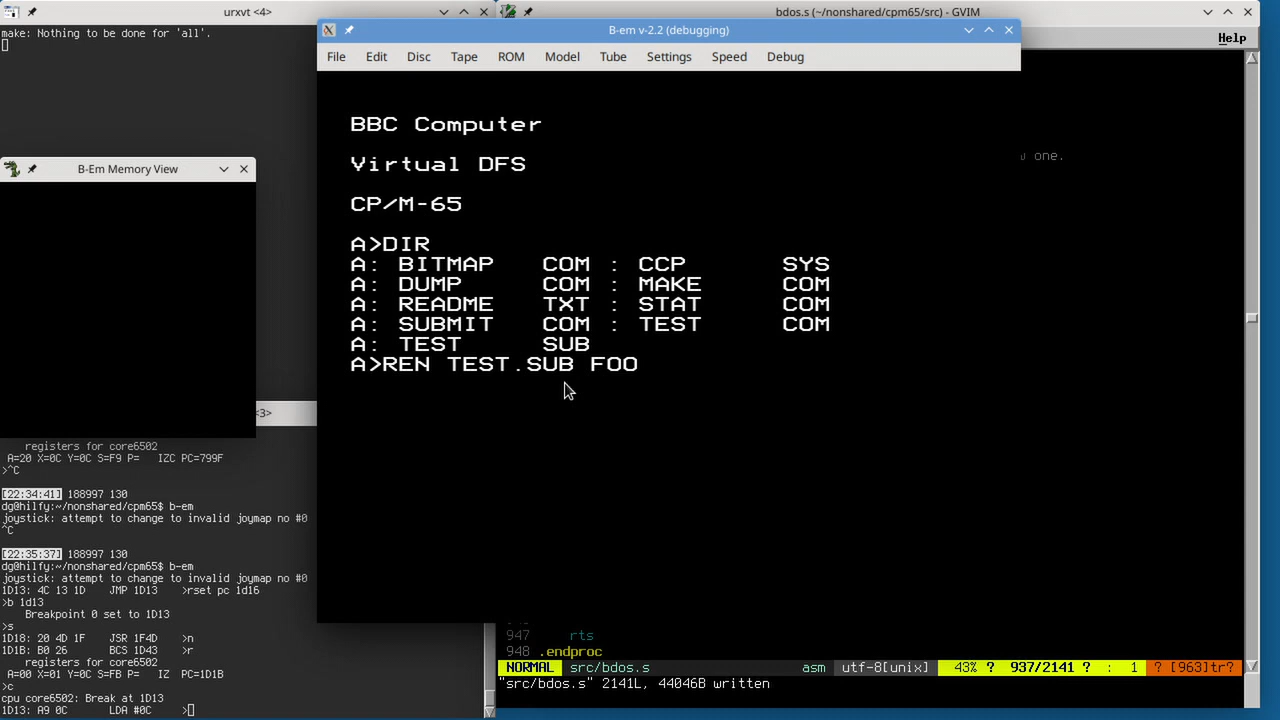 urxvt <4>
make: Nothing to be done for 'all'.
bdos.s (~/nonshared/cpm65/src) - GVIM
Help
B-em v-2.2 (debugging)
File Edit Disc Tape ROM Model Tube Settings Speed Debug
BBC Computer
Virtual DFS
CP/M-65
A>DIR
A: BITMAP COM : CCP SYS
A: DUMP COM : MAKE COM
A: README TXT : STAT COM
A: SUBMIT COM : TEST COM
A: TEST SUB
A>REN TEST.SUB FOO
one.
B-Em Memory View
<3>
registers for core6502
A=20 X=0C Y=0C S=F9 P= IZC PC=799F
>^C
[22:34:41] 188997 130
dg@hilfy:~/nonshared/cpm65$ b-em
joystick: attempt to change to invalid joymap no #0
^C
[22:35:37] 188997 130
dg@hilfy:~/nonshared/cpm65$ b-em
joystick: attempt to change to invalid joymap no #0
1D13: 4C 13 1D JMP 1D13 >rset pc 1d16
>b 1d13
Breakpoint 0 set to 1D13
>s
1D18: 20 4D 1F JSR 1F4D >n
1D1B: B0 26 BCS 1D43 >r
registers for core6502
A=00 X=01 Y=0C S=FB P= IZ PC=1D1B
>c
cpu core6502: Break at 1D13
1D13: A9 0C LDA #0C >
947 rts
948 .endproc
NORMAL src/bdos.s asm utf-8[unix] 43% ? 937/2141 ? : 1 ? [963]tr?
"src/bdos.s" 2141L, 44046B written